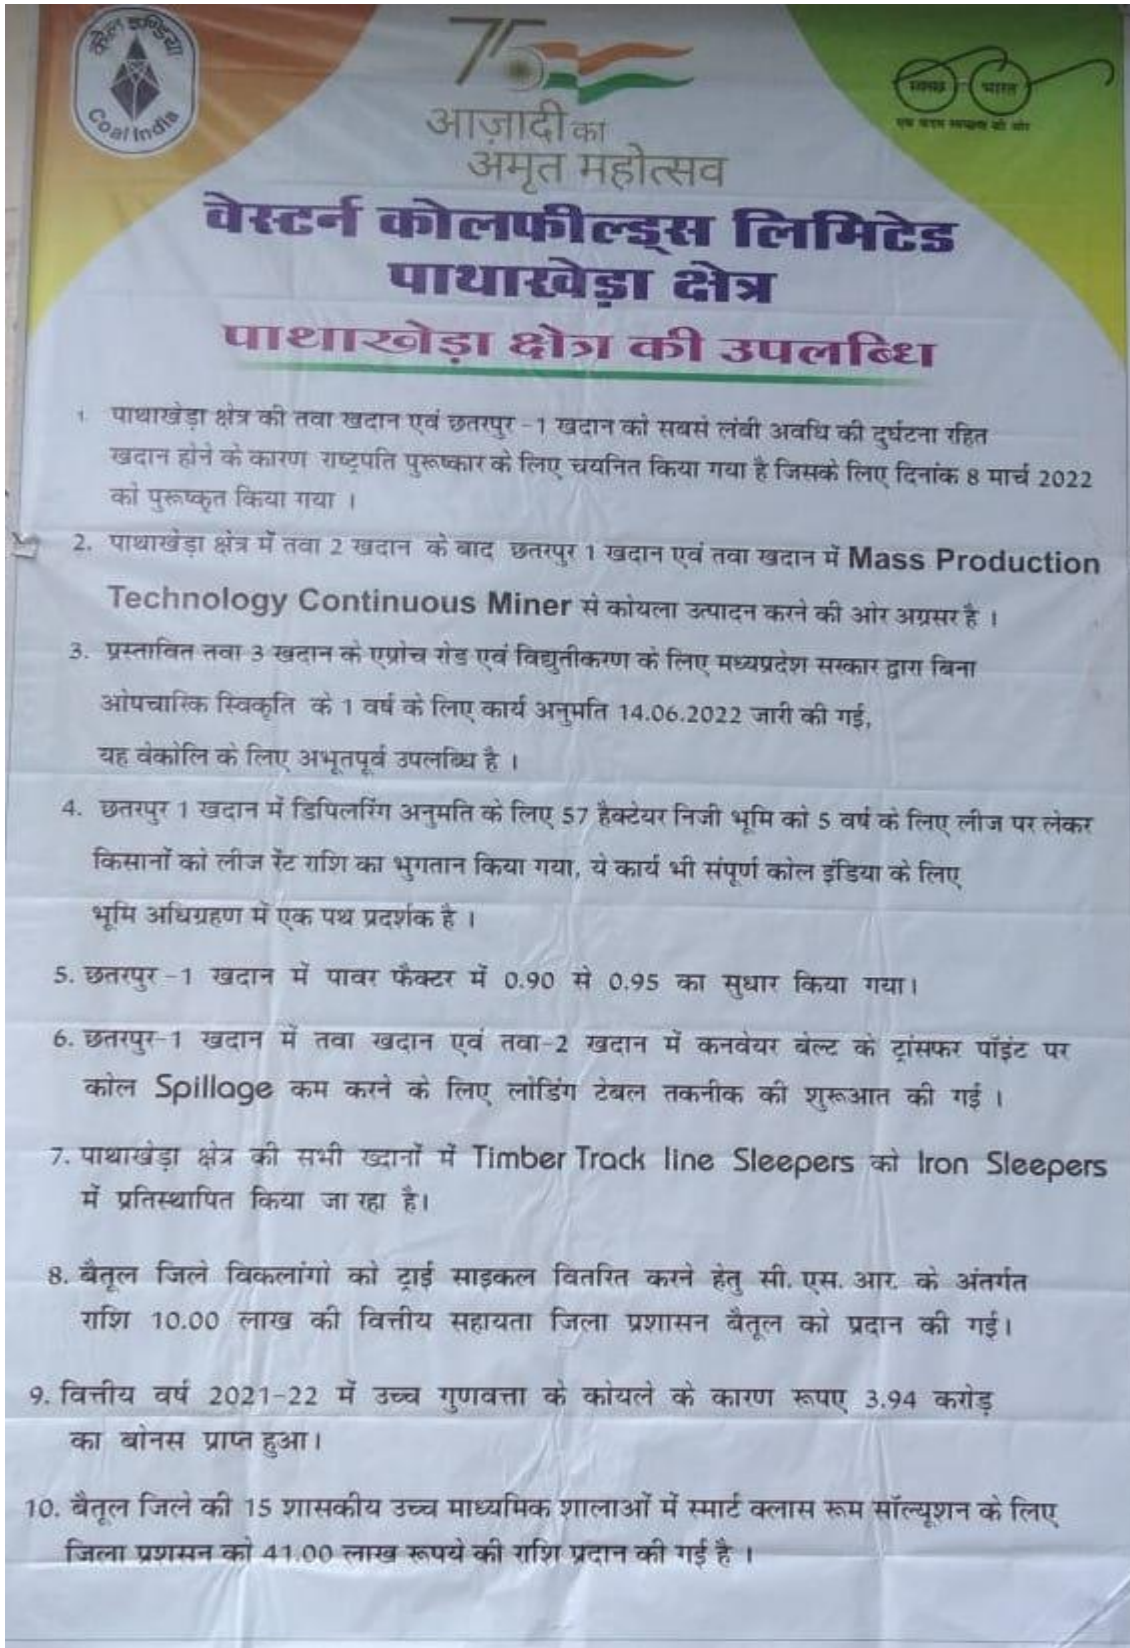 कोल इण्डिया
Coal India
75
आज़ादी का
अमृत महोत्सव
स्वच्छ भारत
एक कदम स्वच्छता की ओर
वेस्टर्न कोलफील्ड्स लिमिटेड
पाथाखेड़ा क्षेत्र
पाथाखेड़ा क्षेत्र की उपलब्धि
1. पाथाखेड़ा क्षेत्र की तवा खदान एवं छतरपुर -1 खदान को सबसे लंबी अवधि की दुर्घटना रहित
खदान होने के कारण राष्ट्रपति पुरूष्कार के लिए चयनित किया गया है जिसके लिए दिनांक 8 मार्च 2022
को पुरूष्कृत किया गया ।
2. पाथाखेड़ा क्षेत्र में तवा 2 खदान के बाद छतरपुर 1 खदान एवं तवा खदान में Mass Production
Technology Continuous Miner से कोयला उत्पादन करने की ओर अग्रसर है ।
3. प्रस्तावित तवा 3 खदान के एप्रोच रोड एवं विद्युतीकरण के लिए मध्यप्रदेश सरकार द्वारा बिना
ओपचारिक स्विकृति के 1 वर्ष के लिए कार्य अनुमति 14.06.2022 जारी की गई,
यह वेकोलि के लिए अभूतपूर्व उपलब्धि है ।
4. छतरपुर 1 खदान में डिपिलरिंग अनुमति के लिए 57 हैक्टेयर निजी भूमि को 5 वर्ष के लिए लीज पर लेकर
किसानों को लीज रेंट राशि का भुगतान किया गया, ये कार्य भी संपूर्ण कोल इंडिया के लिए
भूमि अधिग्रहण में एक पथ प्रदर्शक है ।
5. छतरपुर -1 खदान में पावर फैक्टर में 0.90 से 0.95 का सुधार किया गया।
6. छतरपुर-1 खदान में तवा खदान एवं तवा-2 खदान में कनवेयर बेल्ट के ट्रांसफर पॉइंट पर
कोल Spillage कम करने के लिए लोडिंग टेबल तकनीक की शुरूआत की गई ।
7. पाथाखेड़ा क्षेत्र की सभी ख्दानों में Timber Track line Sleepers को Iron Sleepers
में प्रतिस्थापित किया जा रहा है।
8. बैतूल जिले विकलांगो को ट्राई साइकल वितरित करने हेतु सी. एस. आर. के अंतर्गत
राशि 10.00 लाख की वित्तीय सहायता जिला प्रशासन बैतूल को प्रदान की गई।
9. वित्तीय वर्ष 2021-22 में उच्च गुणवत्ता के कोयले के कारण रूपए 3.94 करोड़
का बोनस प्राप्त हुआ।
10. बैतूल जिले की 15 शासकीय उच्च माध्यमिक शालाओं में स्मार्ट क्लास रूम सॉल्यूशन के लिए
जिला प्रशसन को 41.00 लाख रूपये की राशि प्रदान की गई है ।